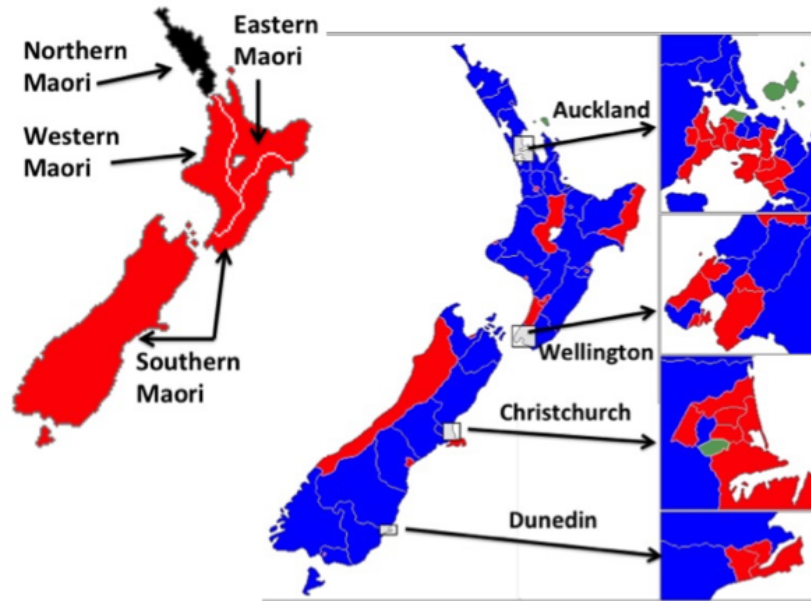 Northern
Maori
Eastern
Maori
Western
Maori
Southern
Maori
Auckland
Wellington
Christchurch
Dunedin